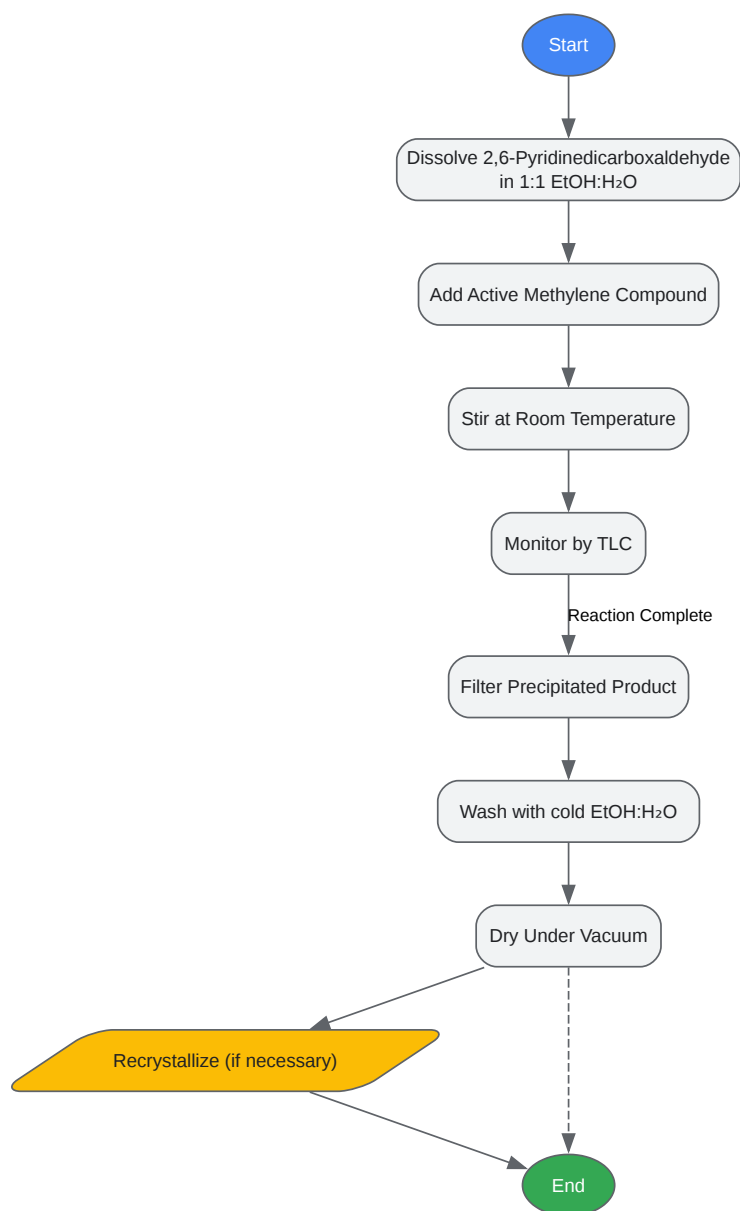 Start
Dissolve 2,6-Pyridinedicarboxaldehyde
in 1:1 EtOH:H₂O
Add Active Methylene Compound
Stir at Room Temperature
Monitor by TLC
Reaction Complete
Filter Precipitated Product
Wash with cold EtOH:H₂O
Dry Under Vacuum
Recrystallize (if necessary)
End